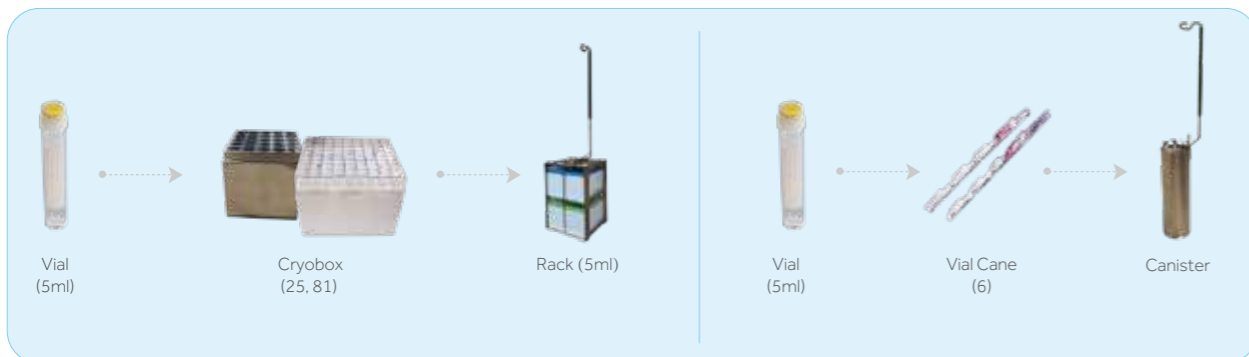 Vial
(5ml)
Cryobox
(25, 81)
Rack (5ml)
Vial
(5ml)
Vial Cane
(6)
Canister